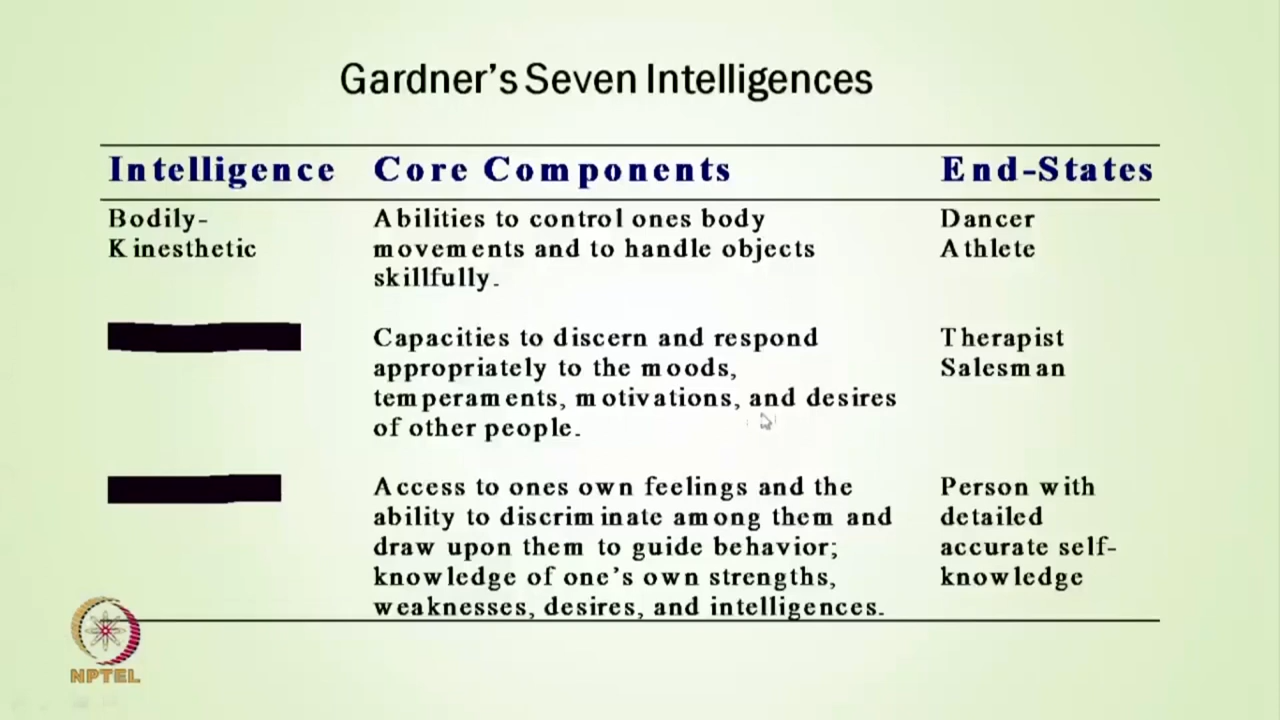 Gardner's Seven Intelligences
Intelligence Core Components End-States
Bodily- Abilities to control ones body Dancer
Kinesthetic movements and to handle objects Athlete
skillfully.
Capacities to discern and respond Therapist
appropriately to the moods, Salesman
temperaments, motivations, and desires
of other people.
Access to ones own feelings and the Person with
ability to discriminate among them and detailed
draw upon them to guide behavior; accurate self-
knowledge of one's own strengths, knowledge
weaknesses, desires, and intelligences.
NPTEL